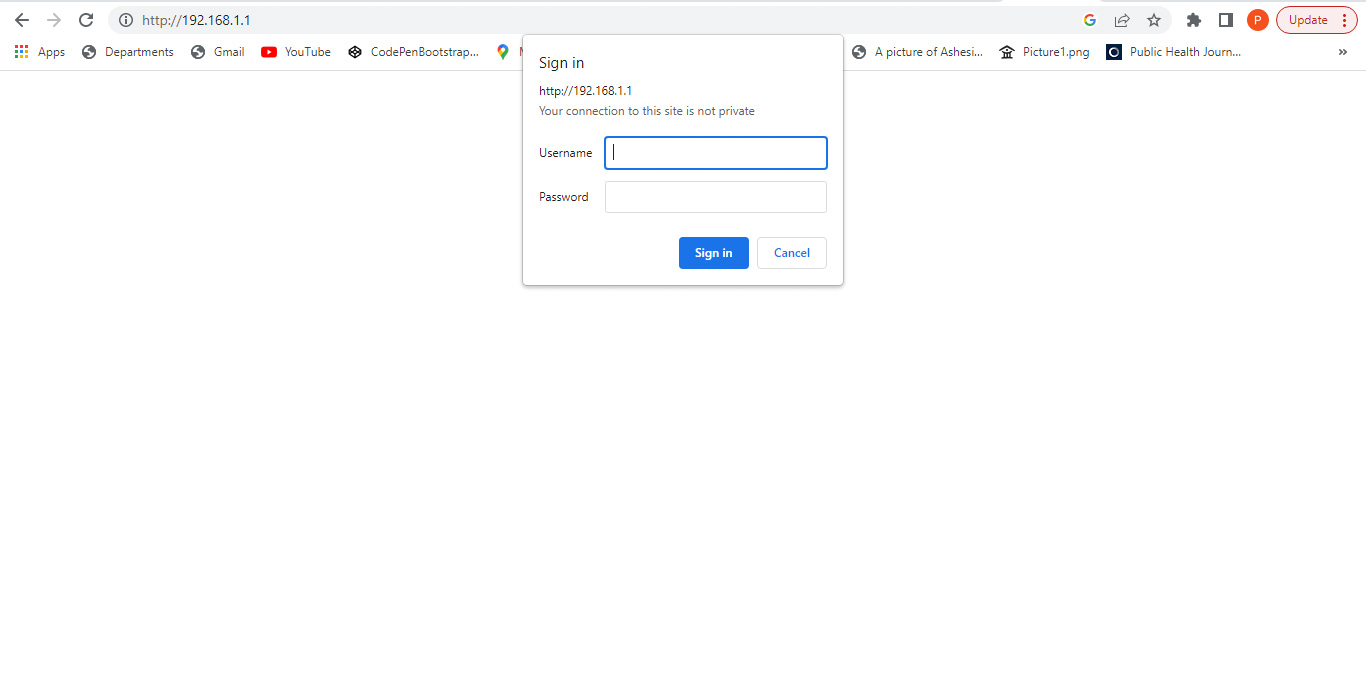 http://192.168.1.1
Update
Apps Departments Gmail YouTube CodePenBootstrap... A picture of Ashesi... Picture1.png Public Health Journ... »
Sign in
http://192.168.1.1
Your connection to this site is not private
Username
Password
Sign in Cancel
P